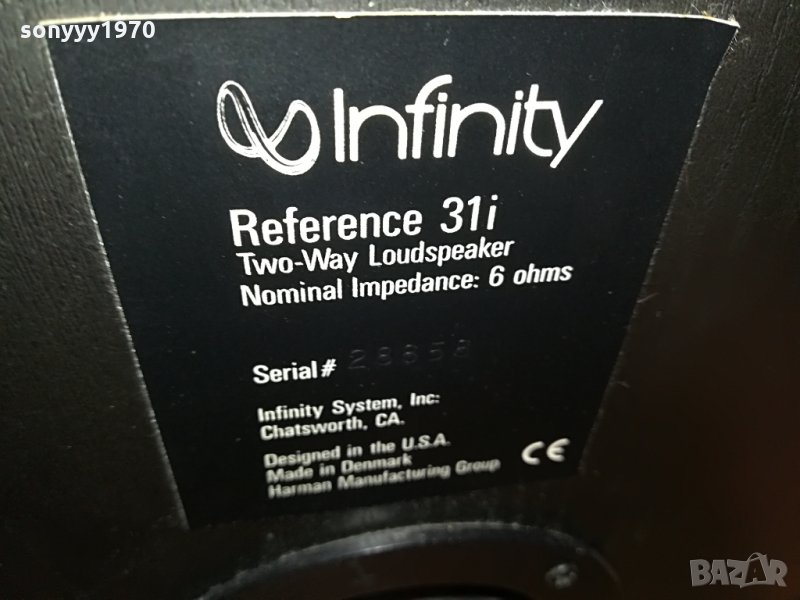 sonyyy1970
Infinity
Reference 31i
Two-Way Loudspeaker
Nominal Impedance: 6 ohms
Serial#
Infinity System, Inc:
Chatsworth, CA.
Designed in the U.S.A.
Made in Denmark
Harman Manufacturing Group
CE
BAZAR